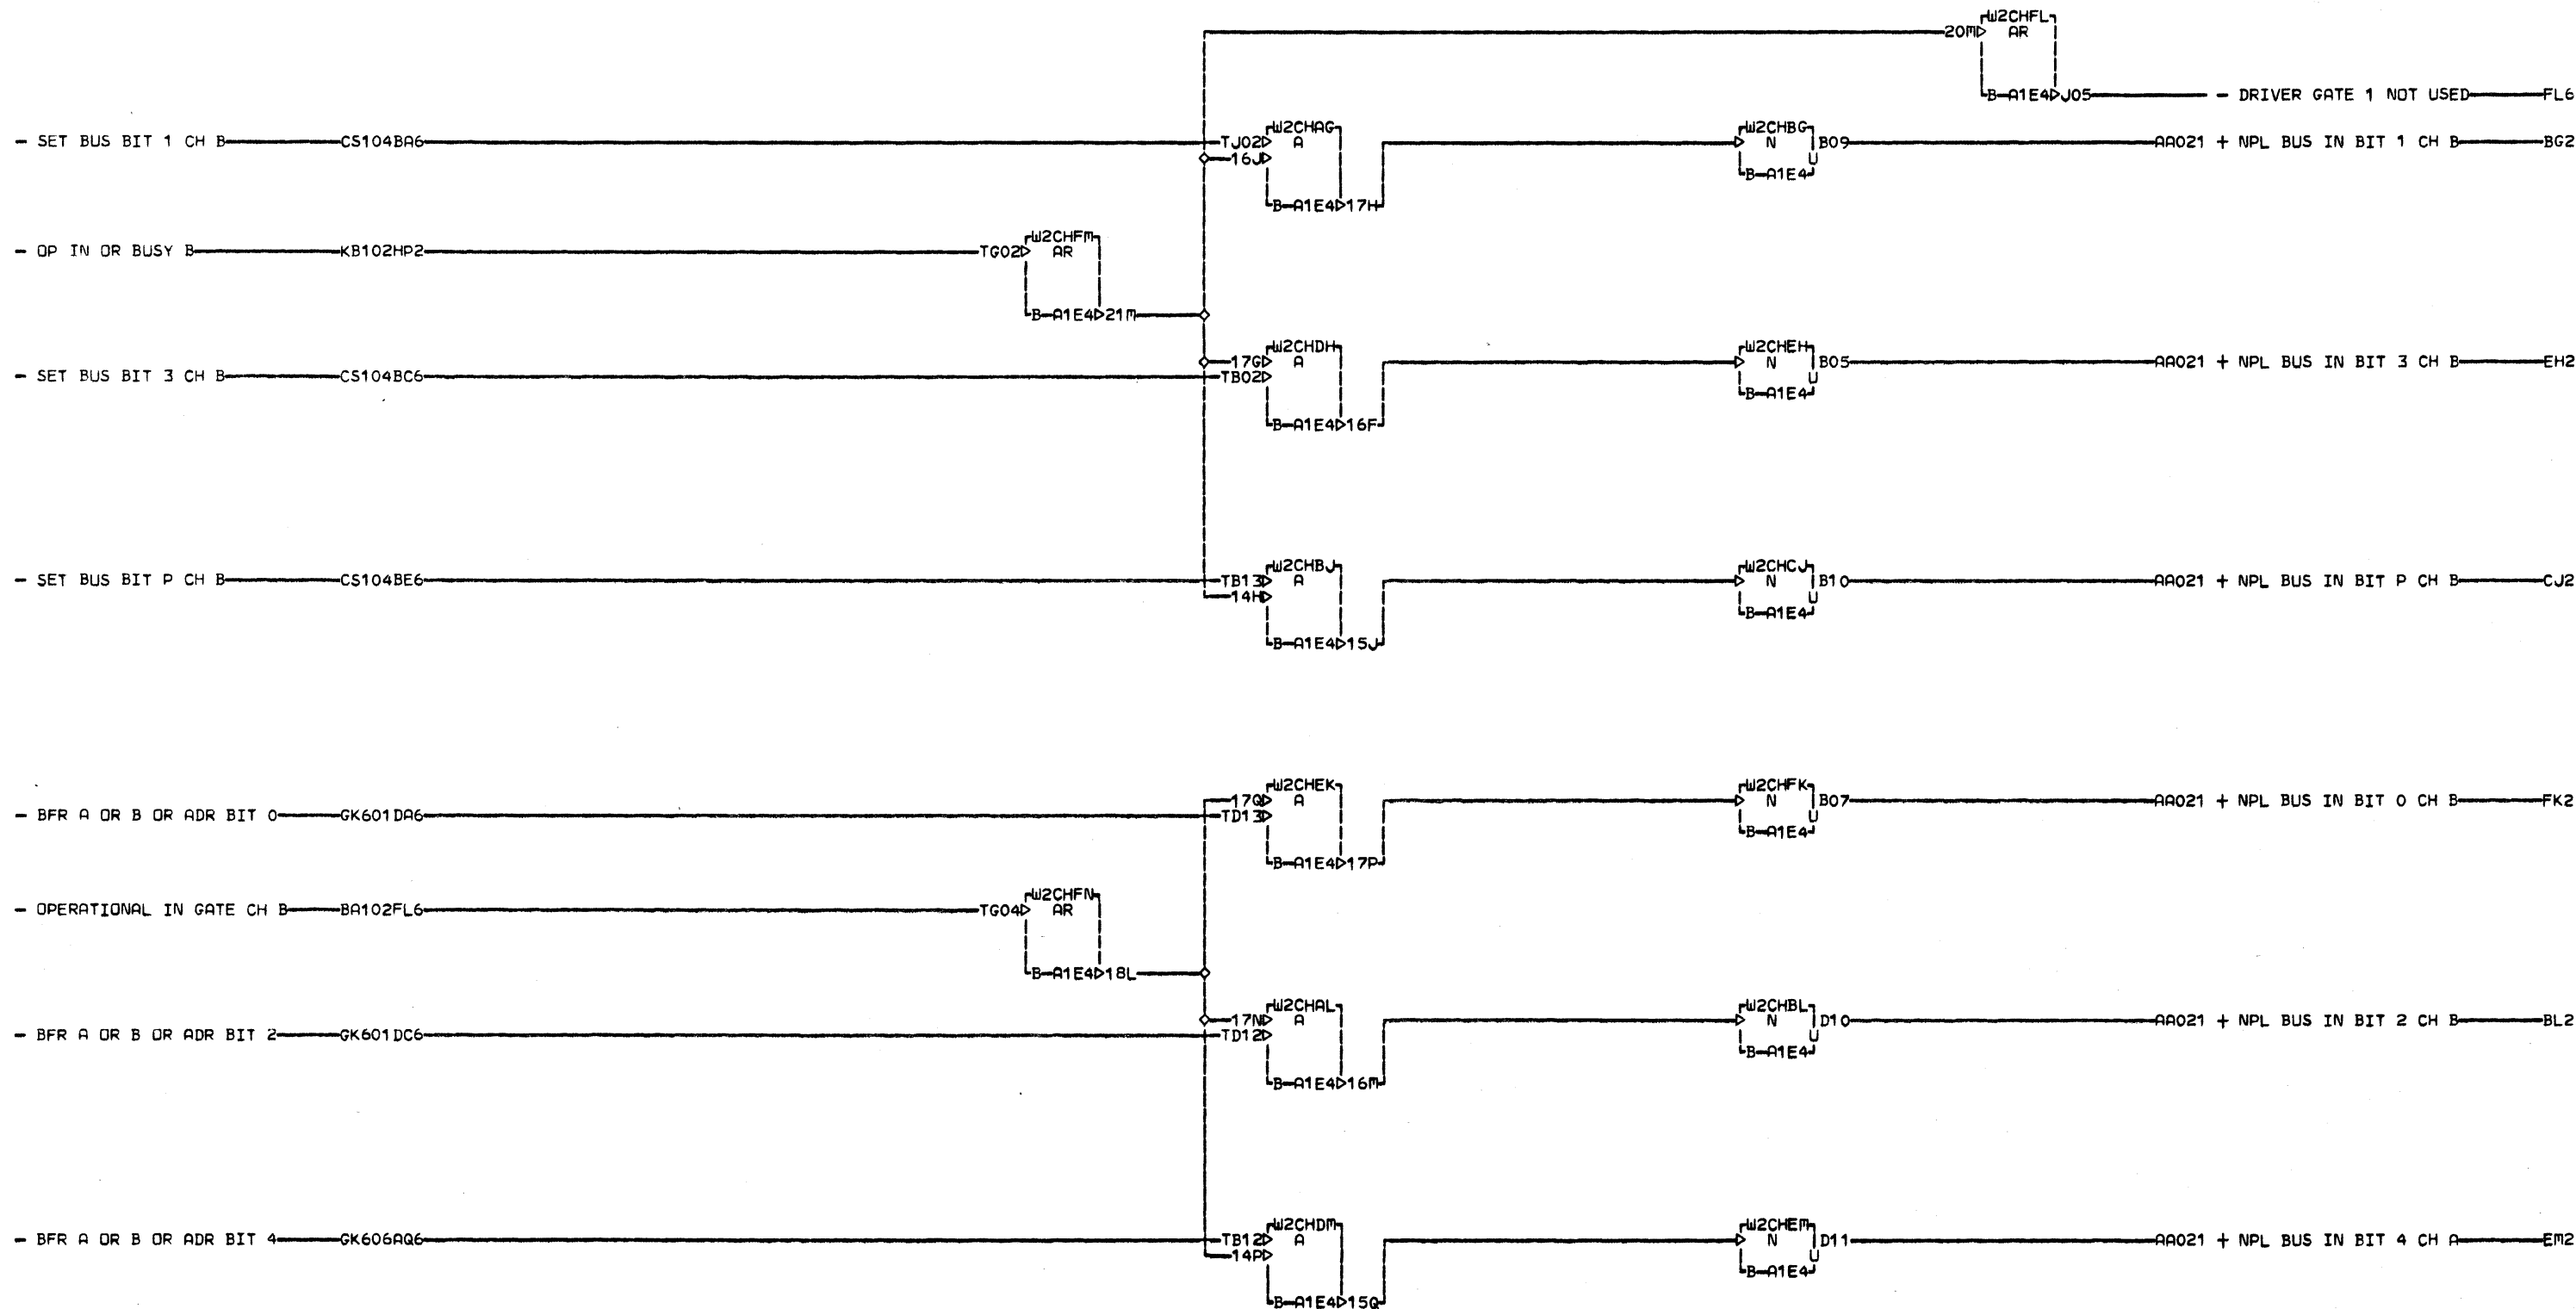 W2CHFL
20M AR
B-A1E4 J05 - DRIVER GATE 1 NOT USED FL6
- SET BUS BIT 1 CH B CS104BA6 TJ02 W2CHAG A W2CHBG N B09 AA021 + NPL BUS IN BIT 1 CH B BG2
16J U
B-A1E4
B-A1E4 17H
- OP IN OR BUSY B KB102HP2 TG02 W2CHFM AR
B-A1E4 21M
17G W2CHDH A W2CHEH N B05 AA021 + NPL BUS IN BIT 3 CH B EH2
- SET BUS BIT 3 CH B CS104BC6 TB02 U
B-A1E4
B-A1E4 16F
- SET BUS BIT P CH B CS104BE6 TB13 W2CHBJ A W2CHCJ N B10 AA021 + NPL BUS IN BIT P CH B CJ2
14H U
B-A1E4
B-A1E4 15J
17Q W2CHEK A W2CHFK N B07 AA021 + NPL BUS IN BIT 0 CH B FK2
- BFR A OR B OR ADR BIT 0 GK601DA6 TD13 U
B-A1E4
B-A1E4 17P
- OPERATIONAL IN GATE CH B BA102FL6 TG04 W2CHFN AR
B-A1E4 18L
17N W2CHAL A W2CHBL N D10 AA021 + NPL BUS IN BIT 2 CH B BL2
- BFR A OR B OR ADR BIT 2 GK601DC6 TD12 U
B-A1E4
B-A1E4 16M
- BFR A OR B OR ADR BIT 4 GK606AQ6 TB12 W2CHDM A W2CHEM N D11 AA021 + NPL BUS IN BIT 4 CH A EM2
14P U
B-A1E4
B-A1E4 15Q